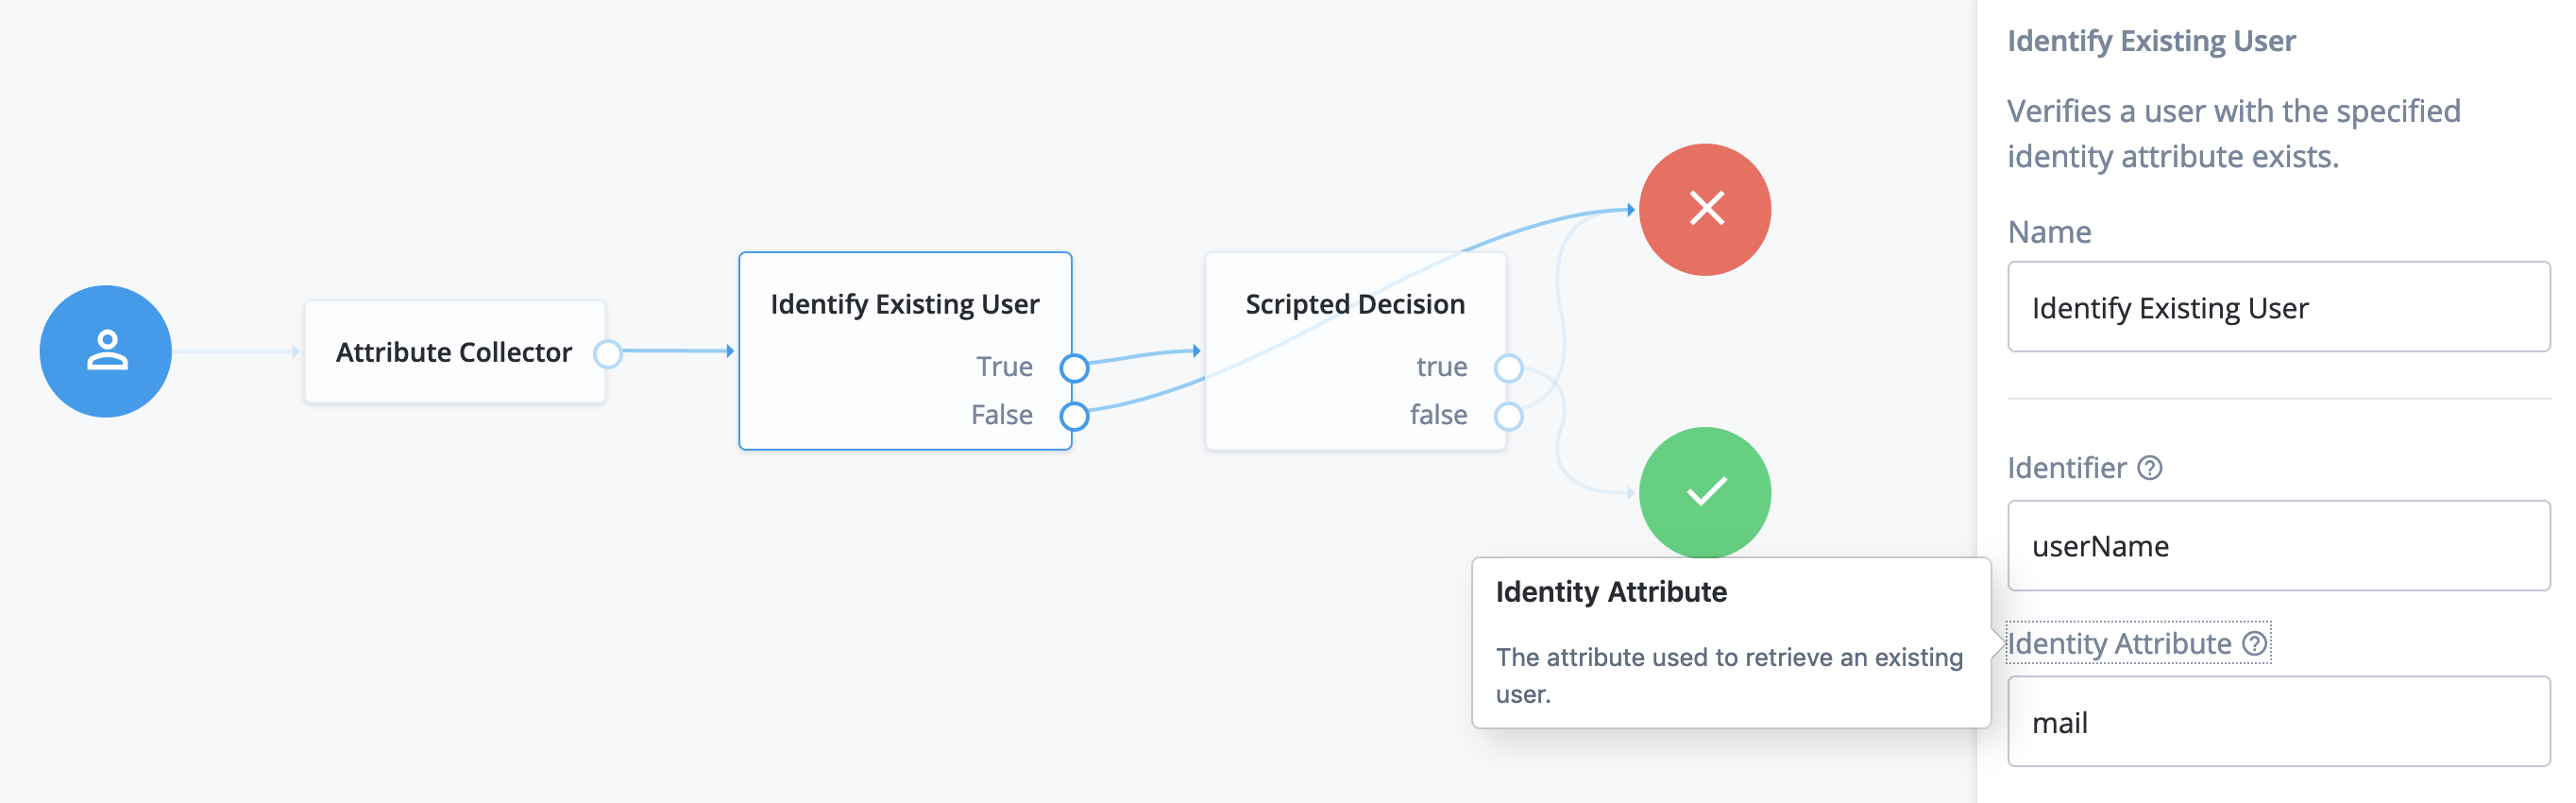 Attribute Collector
Identify Existing User
True
False
Scripted Decision
true
false
Identity Attribute
The attribute used to retrieve an existing
user.
Identify Existing User
Verifies a user with the specified
identity attribute exists.
Name
Identify Existing User
Identifier
userName
Identity Attribute
mail